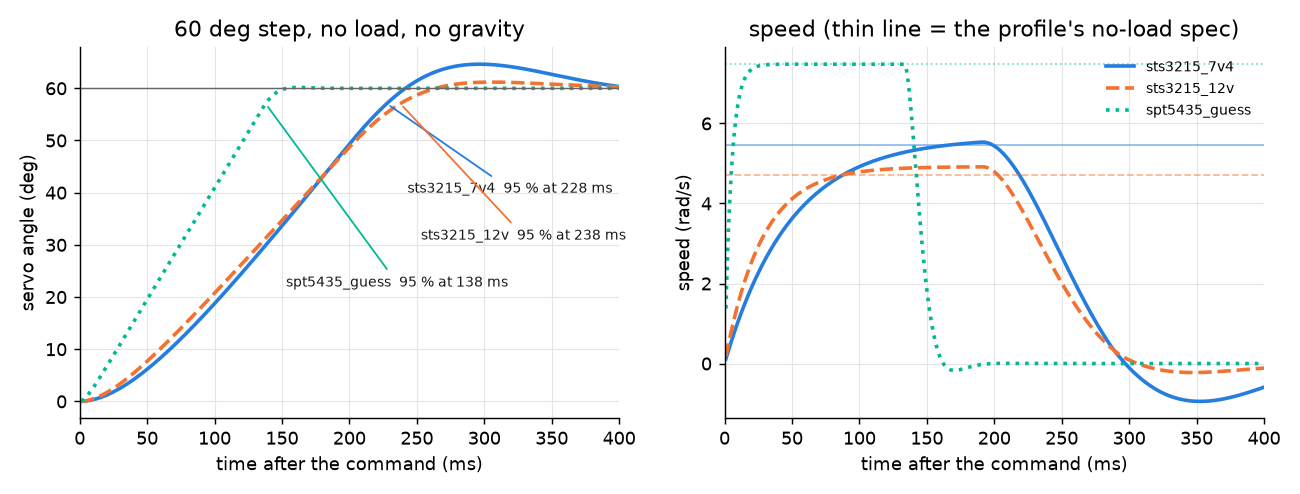 60 deg step, no load, no gravity
servo angle (deg)
60
50
40
30
20
10
0
sts3215_7v4 95 % at 228 ms
sts3215_12v 95 % at 238 ms
spt5435_guess 95 % at 138 ms
0 50 100 150 200 250 300 350 400
time after the command (ms)
speed (thin line = the profile's no-load spec)
speed (rad/s)
6
4
2
0
sts3215_7v4
sts3215_12v
spt5435_guess
0 50 100 150 200 250 300 350 400
time after the command (ms)